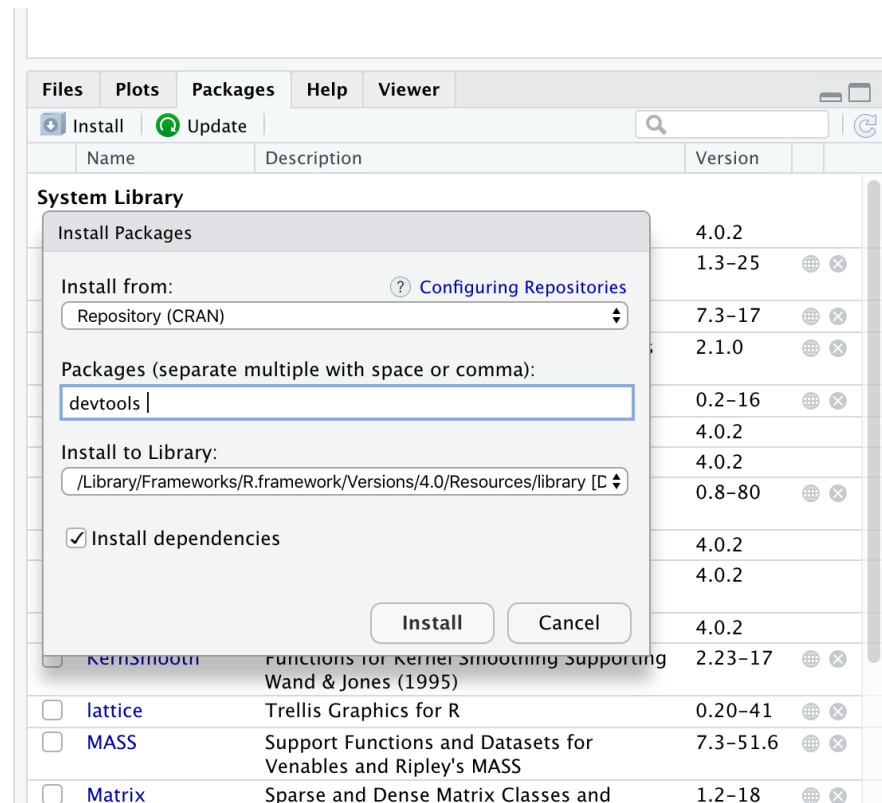 Files Plots Packages Help Viewer
Install Update
Name Description Version
System Library
Install Packages
4.0.2
1.3-25
Install from: ? Configuring Repositories
Repository (CRAN)
7.3-17
2.1.0
Packages (separate multiple with space or comma):
devtools
0.2-16
4.0.2
Install to Library:
4.0.2
/Library/Frameworks/R.framework/Versions/4.0/Resources/library [D
0.8-80
Install dependencies
4.0.2
4.0.2
Install Cancel
4.0.2
KernSmooth Functions for Kernel Smoothing Supporting 2.23-17
Wand & Jones (1995)
lattice Trellis Graphics for R 0.20-41
MASS Support Functions and Datasets for 7.3-51.6
Venables and Ripley's MASS
Matrix Sparse and Dense Matrix Classes and 1.2-18